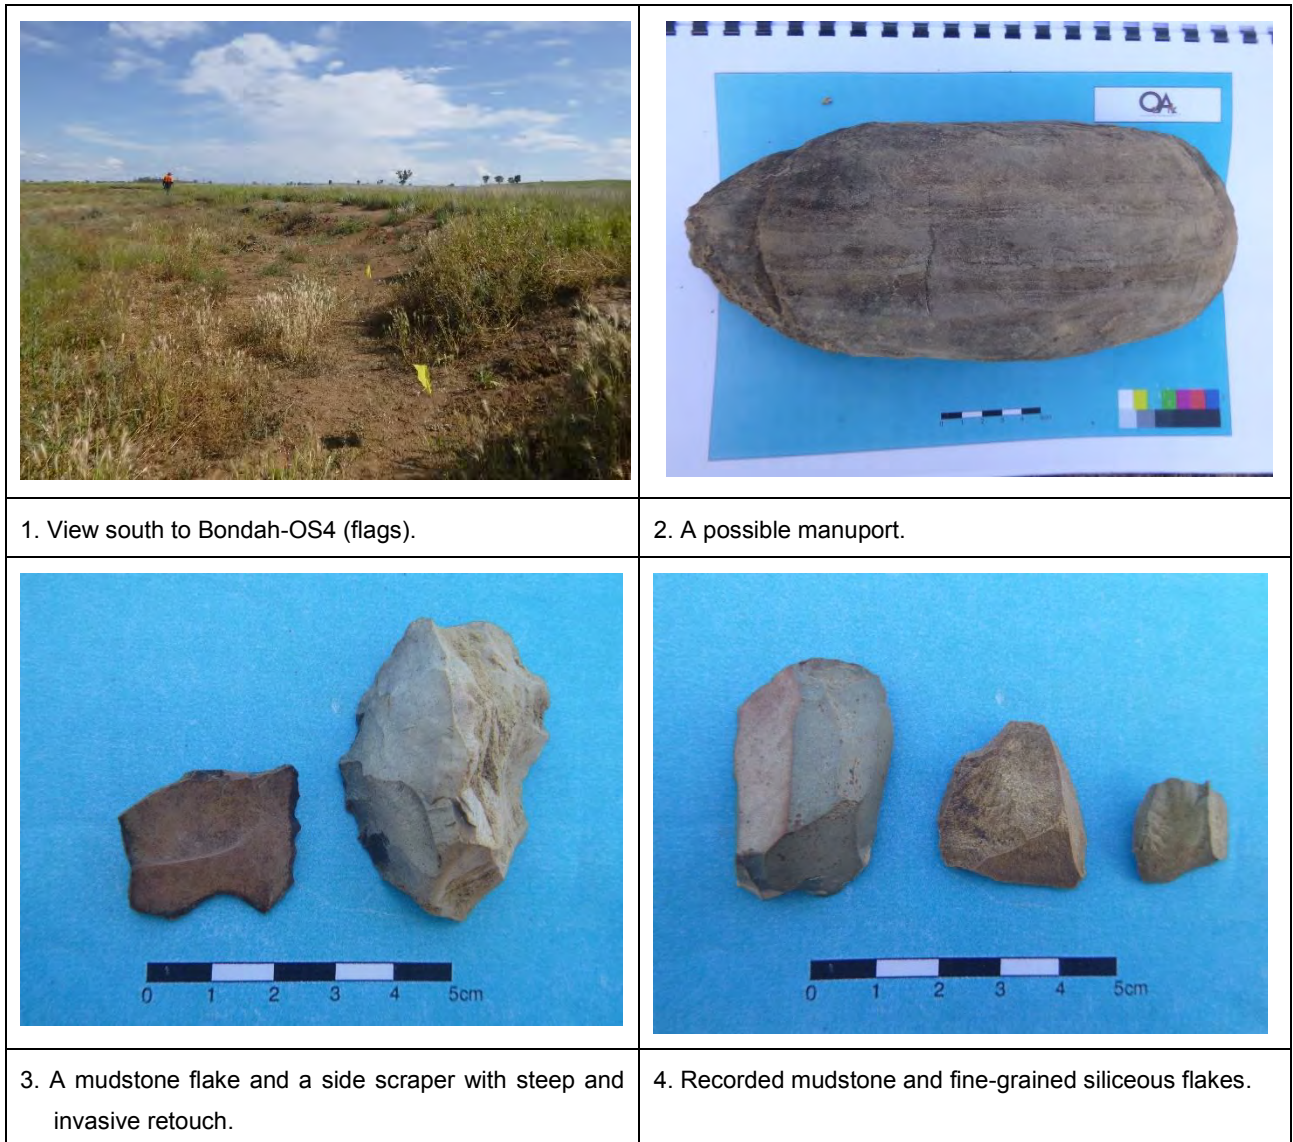 OA
1. View south to Bondah-OS4 (flags).
2. A possible manuport.
0 1 2 3 4 5cm
0 1 2 3 4 5cm
3. A mudstone flake and a side scraper with steep and
invasive retouch.
4. Recorded mudstone and fine-grained siliceous flakes.